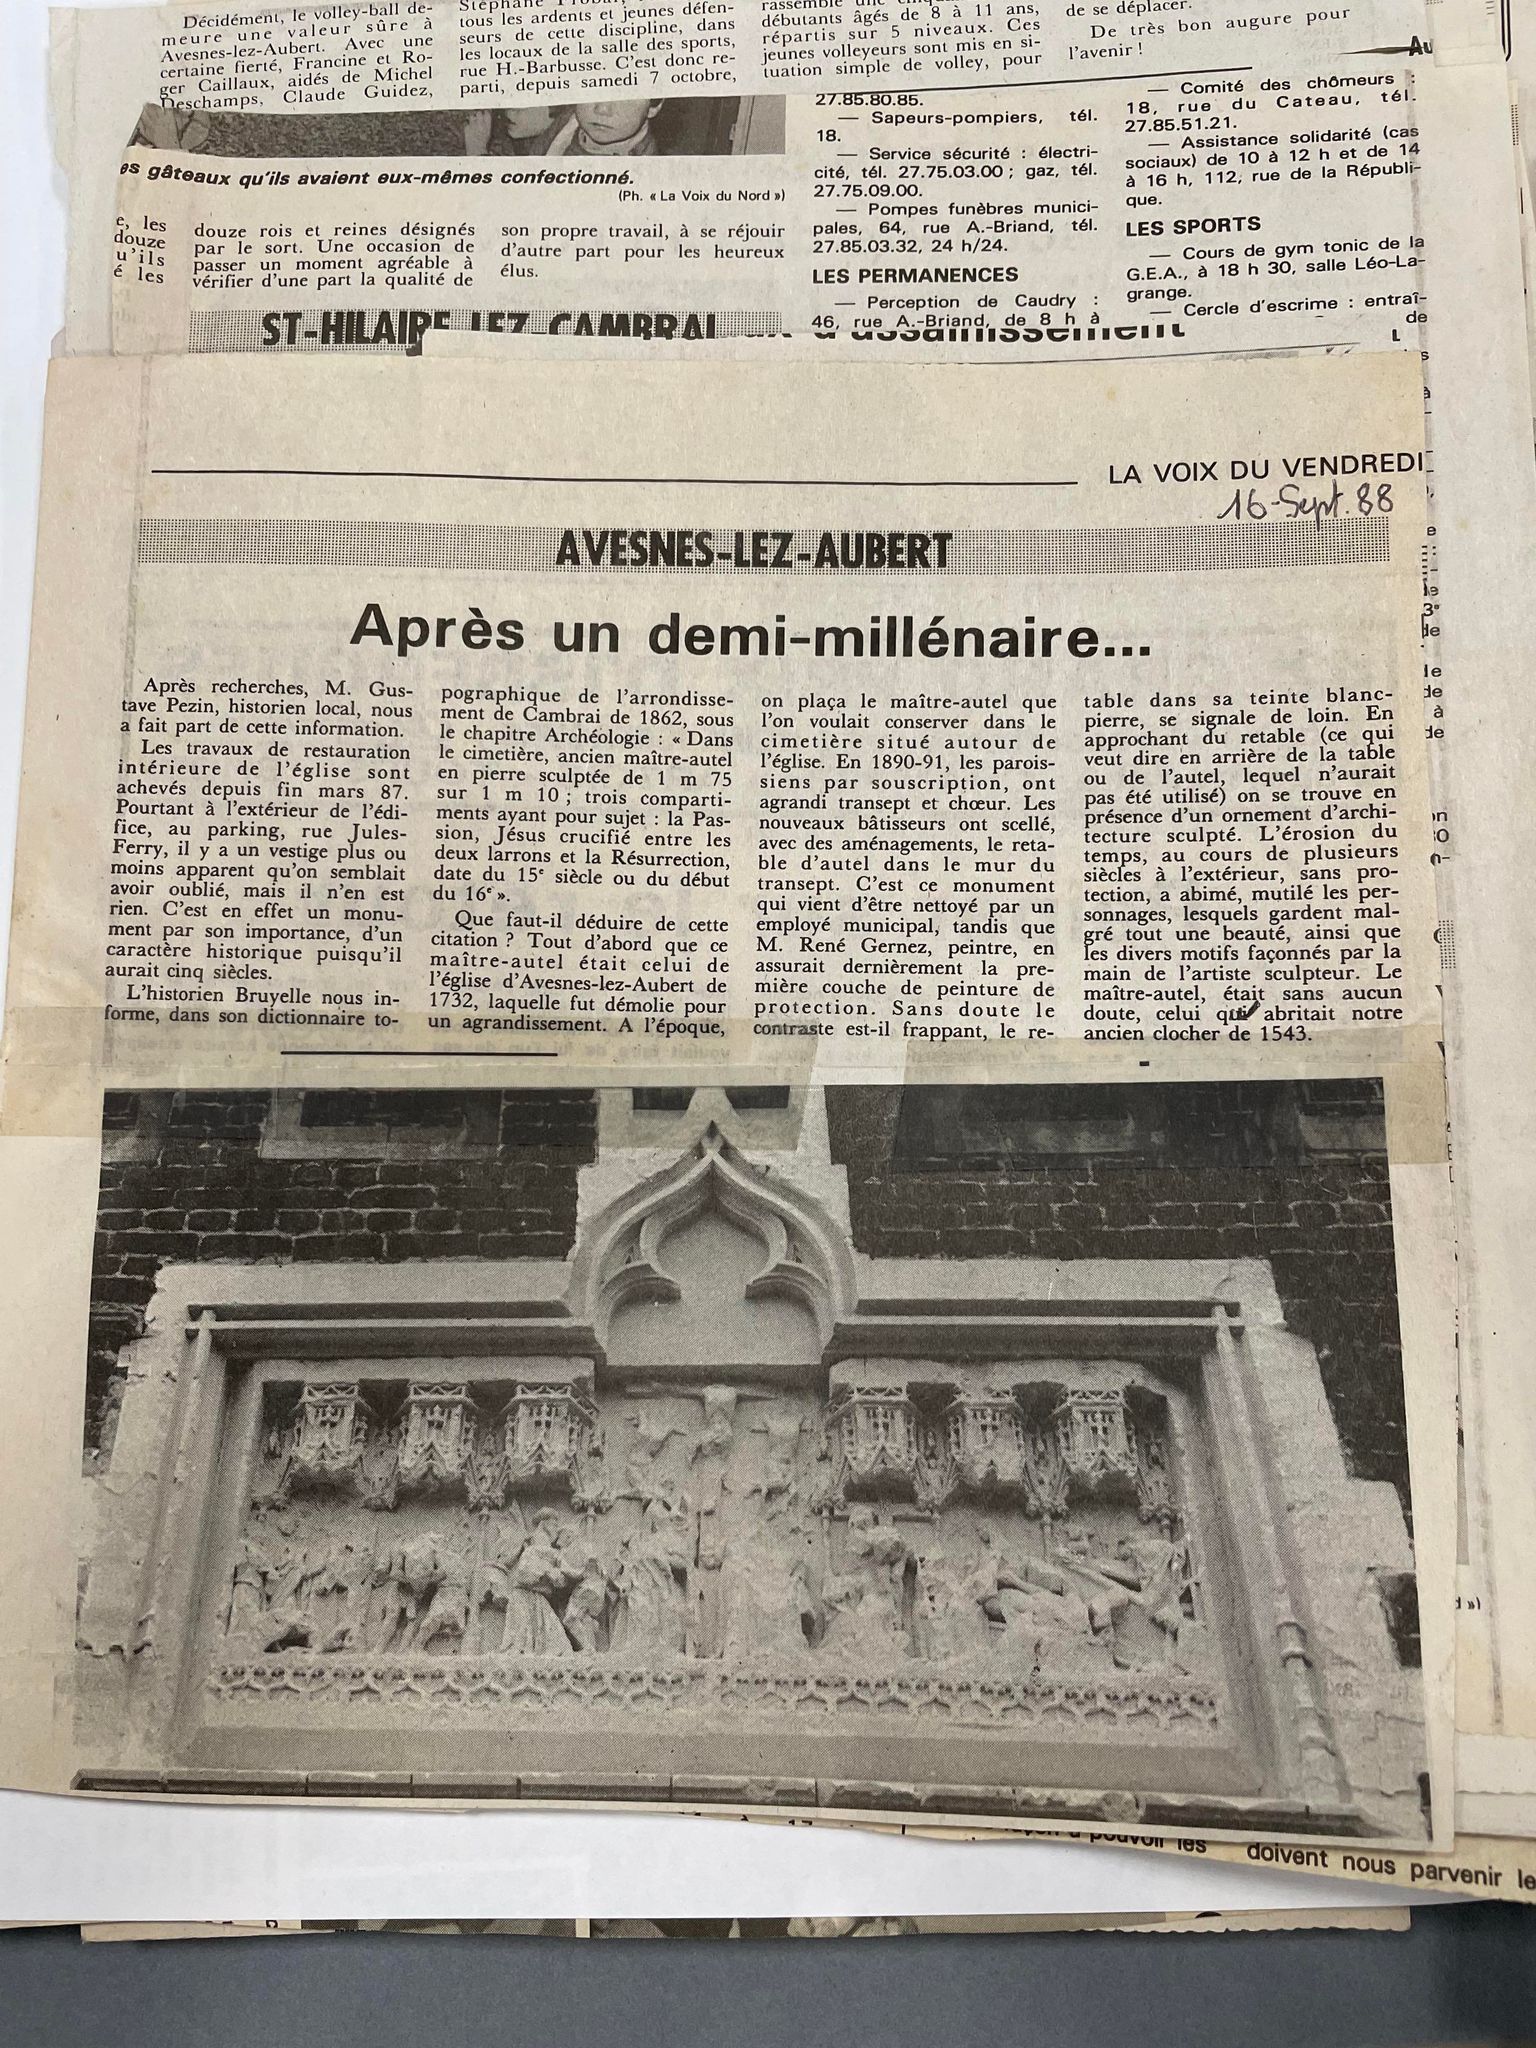 Décidément, le volley-ball de-
meure une valeur sûre à
Avesnes-lez-Aubert. Avec une
certaine fierté, Francine et Ro-
ger Caillaux, aidés de Michel
Deschamps, Claude Guidez,
tous les ardents et jeunes défen-
seurs de cette discipline, dans
les locaux de la salle des sports,
rue H.-Barbusse. C'est donc re-
parti, depuis samedi 7 octobre,
débutants âgés de 8 à 11 ans,
répartis sur 5 niveaux. Ces
jeunes volleyeurs sont mis en si-
tuation simple de volley, pour
de se déplacer.
De très bon augure pour
l'avenir !
Au
es gâteaux qu'ils avaient eux-mêmes confectionné.
(Ph. « La Voix du Nord »)
e, les
douze
u'ils
é les
douze rois et reines désignés
par le sort. Une occasion de
passer un moment agréable à
vérifier d'une part la qualité de
son propre travail, à se réjouir
d'autre part pour les heureux
élus.
27.85.80.85.
— Sapeurs-pompiers, tél.
18.
— Service sécurité : électri-
cité, tél. 27.75.03.00 ; gaz, tél.
27.75.09.00.
— Pompes funèbres munici-
pales, 64, rue A.-Briand, tél.
27.85.03.32, 24 h/24.
LES PERMANENCES
— Perception de Caudry :
46, rue A.-Briand, de 8 h à
— Comité des chômeurs :
18, rue du Cateau, tél.
27.85.51.21.
— Assistance solidarité (cas
sociaux) de 10 à 12 h et de 14
à 16 h, 112, rue de la Républi-
que.
LES SPORTS
— Cours de gym tonic de la
G.E.A., à 18 h 30, salle Léo-La-
grange.
— Cercle d'escrime : entraî-
de
ST-HILAIRE-LEZ-CAMBRAI
d'assainissement
LA VOIX DU VENDREDI
16-Sept. 88
AVESNES-LEZ-AUBERT
Après un demi-millénaire...
Après recherches, M. Gus-
tave Pezin, historien local, nous
a fait part de cette information.
Les travaux de restauration
intérieure de l'église sont
achevés depuis fin mars 87.
Pourtant à l'extérieur de l'édi-
fice, au parking, rue Jules-
Ferry, il y a un vestige plus ou
moins apparent qu'on semblait
avoir oublié, mais il n'en est
rien. C'est en effet un monu-
ment par son importance, d'un
caractère historique puisqu'il
aurait cinq siècles.
L'historien Bruyelle nous in-
forme, dans son dictionnaire to-
pographique de l'arrondisse-
ment de Cambrai de 1862, sous
le chapitre Archéologie : « Dans
le cimetière, ancien maître-autel
en pierre sculptée de 1 m 75
sur 1 m 10 ; trois comparti-
ments ayant pour sujet : la Pas-
sion, Jésus crucifié entre les
deux larrons et la Résurrection,
date du 15e siècle ou du début
du 16e ».
Que faut-il déduire de cette
citation ? Tout d'abord que ce
maître-autel était celui de
l'église d'Avesnes-lez-Aubert de
1732, laquelle fut démolie pour
un agrandissement. A l'époque,
on plaça le maître-autel que
l'on voulait conserver dans le
cimetière situé autour de
l'église. En 1890-91, les parois-
siens par souscription, ont
agrandi transept et chœur. Les
nouveaux bâtisseurs ont scellé,
avec des aménagements, le reta-
ble d'autel dans le mur du
transept. C'est ce monument
qui vient d'être nettoyé par un
employé municipal, tandis que
M. René Gernez, peintre, en
assurait dernièrement la pre-
mière couche de peinture de
protection. Sans doute le
contraste est-il frappant, le re-
table dans sa teinte blanc-
pierre, se signale de loin. En
approchant du retable (ce qui
veut dire en arrière de la table
ou de l'autel, lequel n'aurait
pas été utilisé) on se trouve en
présence d'un ornement d'archi-
tecture sculpté. L'érosion du
temps, au cours de plusieurs
siècles à l'extérieur, sans pro-
tection, a abimé, mutilé les per-
sonnages, lesquels gardent mal-
gré tout une beauté, ainsi que
les divers motifs façonnés par la
main de l'artiste sculpteur. Le
maître-autel, était sans aucun
doute, celui qui abritait notre
ancien clocher de 1543.
d »)
pouvoir les
doivent nous parvenir le